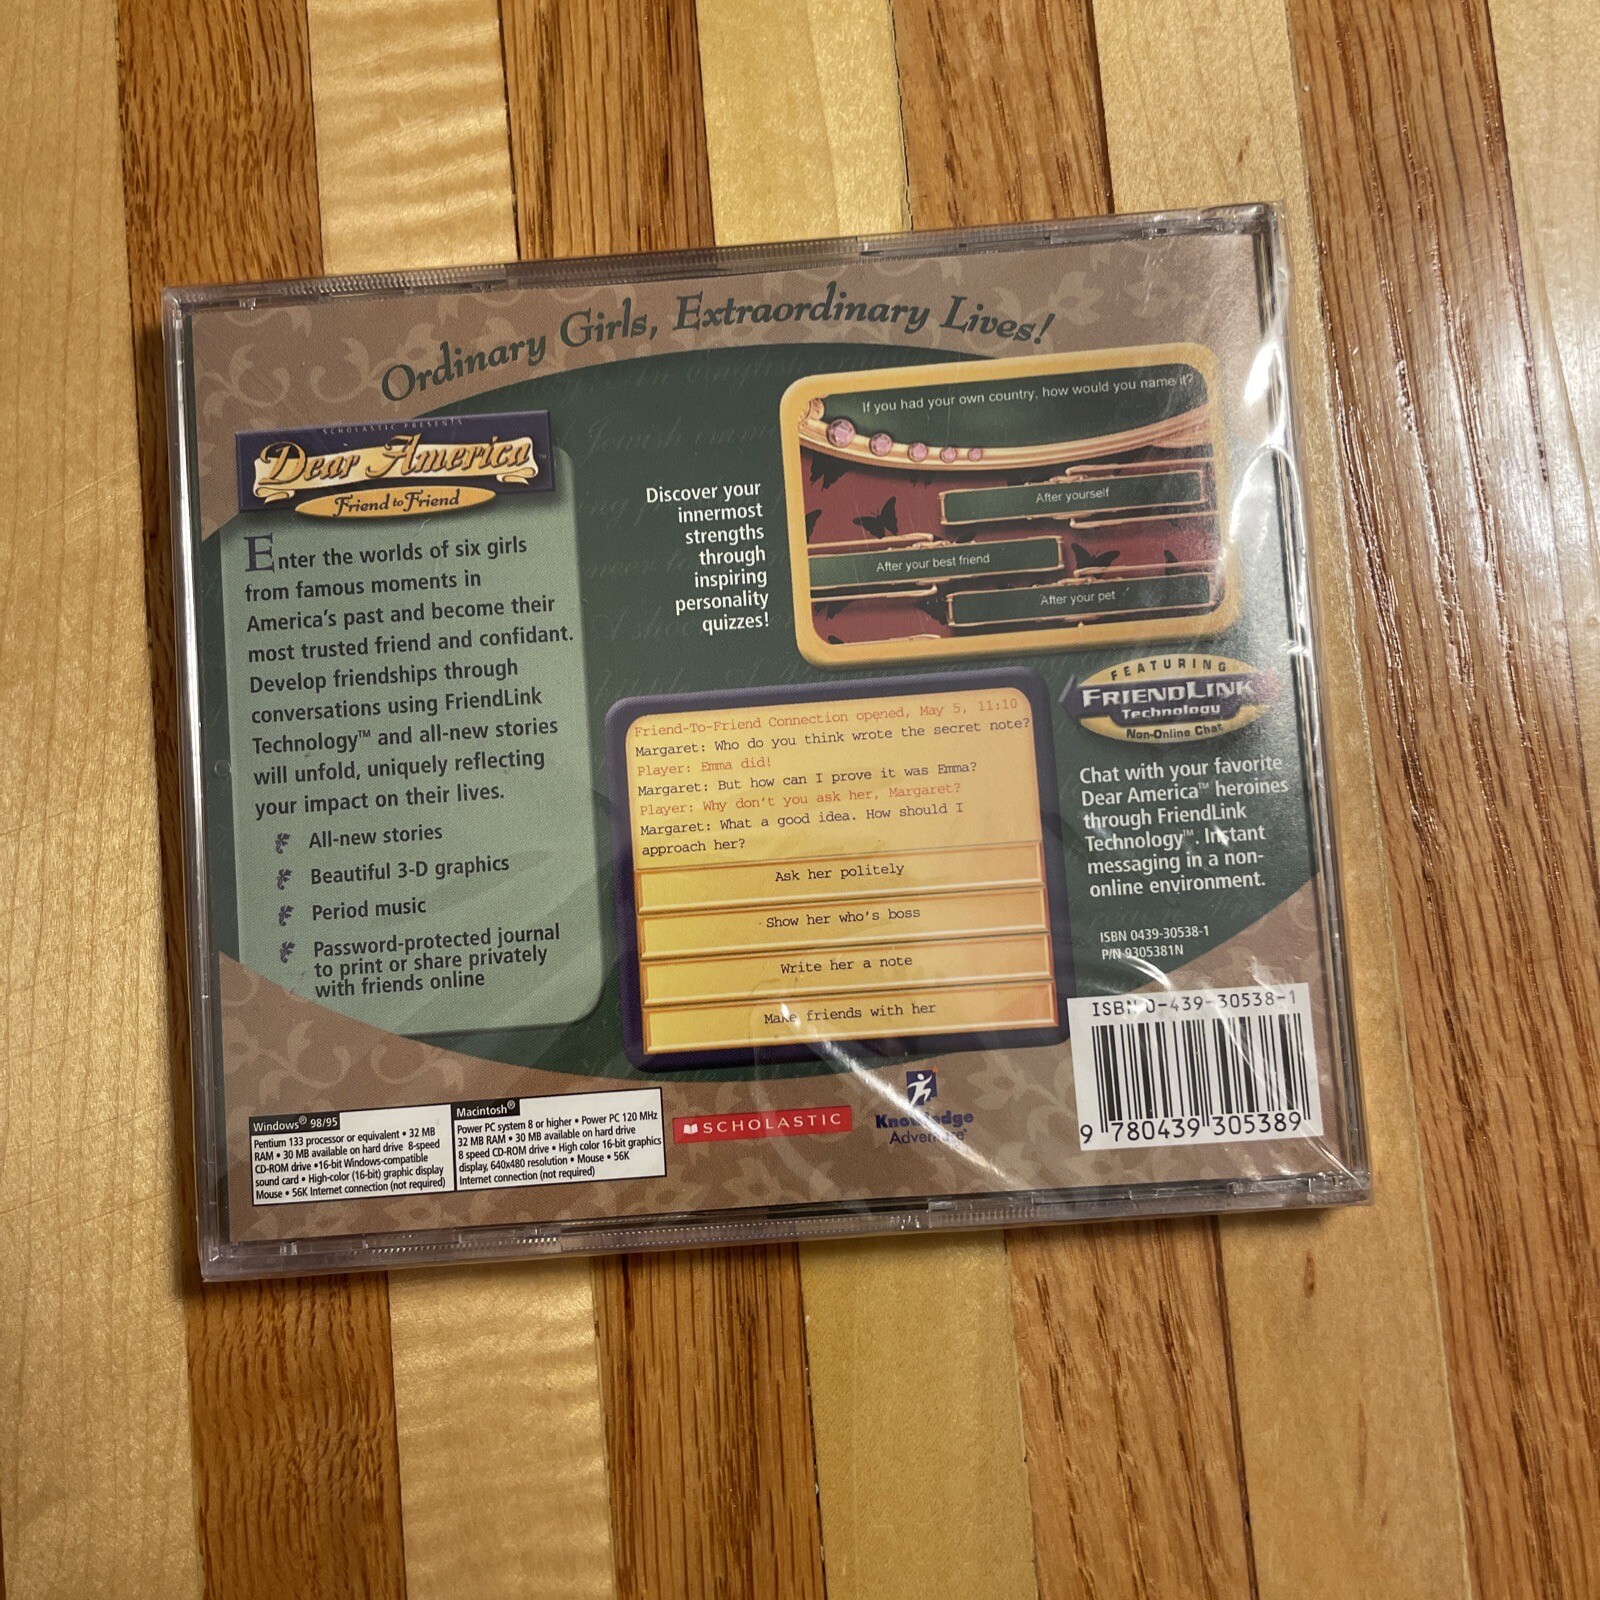 Ordinary Girls, Extraordinary Lives!
SCHOLASTIC PRESENTS
Dear America™
Friend to Friend
Enter the worlds of six girls
from famous moments in
America's past and become their
most trusted friend and confidant.
Develop friendships through
conversations using FriendLink
Technology™ and all-new stories
will unfold, uniquely reflecting
your impact on their lives.
All-new stories
Beautiful 3-D graphics
Period music
Password-protected journal
to print or share privately
with friends online
Discover your
innermost
strengths
through
inspiring
personality
quizzes!
If you had your own country, how would you name it?
After yourself
After your best friend
After your pet
Friend-To-Friend Connection opened, May 5, 11:10
Margaret: Who do you think wrote the secret note?
Player: Emma did!
Margaret: But how can I prove it was Emma?
Player: Why don't you ask her, Margaret?
Margaret: What a good idea. How should I
approach her?
Ask her politely
Show her who's boss
Write her a note
Make friends with her
FEATURING
FRIENDLINK
Technology
Non-Online Chat
Chat with your favorite
Dear America™ heroines
through FriendLink
Technology™. Instant
messaging in a non-
online environment.
ISBN 0439-30538-1
P/N 9305381N
ISBN 0-439-30538-1
9 780439 305389
Windows® 98/95
Pentium 133 processor or equivalent • 32 MB
RAM • 30 MB available on hard drive 8-speed
CD-ROM drive •16-bit Windows-compatible
sound card • High-color (16-bit) graphic display
Mouse • 56K Internet connection (not required)
Macintosh®
Power PC system 8 or higher • Power PC 120 MHz
32 MB RAM • 30 MB available on hard drive
8 speed CD-ROM drive • High color 16-bit graphics
display, 640x480 resolution • Mouse • 56K
Internet connection (not required)
SCHOLASTIC
Knowledge
Adventure®